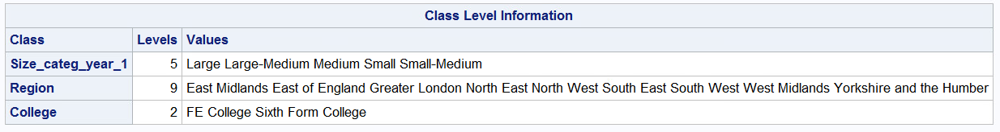 Class Level Information
Class Levels Values
Size_categ_year_1 5 Large Large-Medium Medium Small Small-Medium
Region 9 East Midlands East of England Greater London North East North West South East South West West Midlands Yorkshire and the Humber
College 2 FE College Sixth Form College